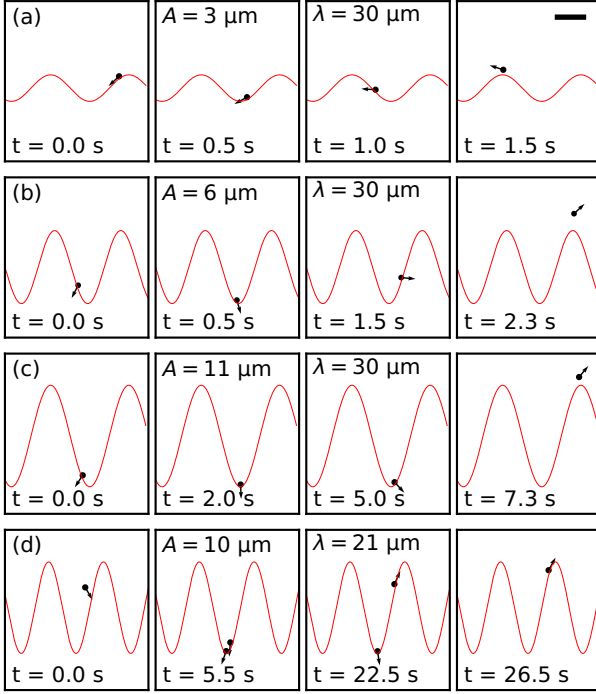 (a) A = 3 μm λ = 30 μm
t = 0.0 s t = 0.5 s t = 1.0 s t = 1.5 s
(b) A = 6 μm λ = 30 μm
t = 0.0 s t = 0.5 s t = 1.5 s t = 2.3 s
(c) A = 11 μm λ = 30 μm
t = 0.0 s t = 2.0 s t = 5.0 s t = 7.3 s
(d) A = 10 μm λ = 21 μm
t = 0.0 s t = 5.5 s t = 22.5 s t = 26.5 s